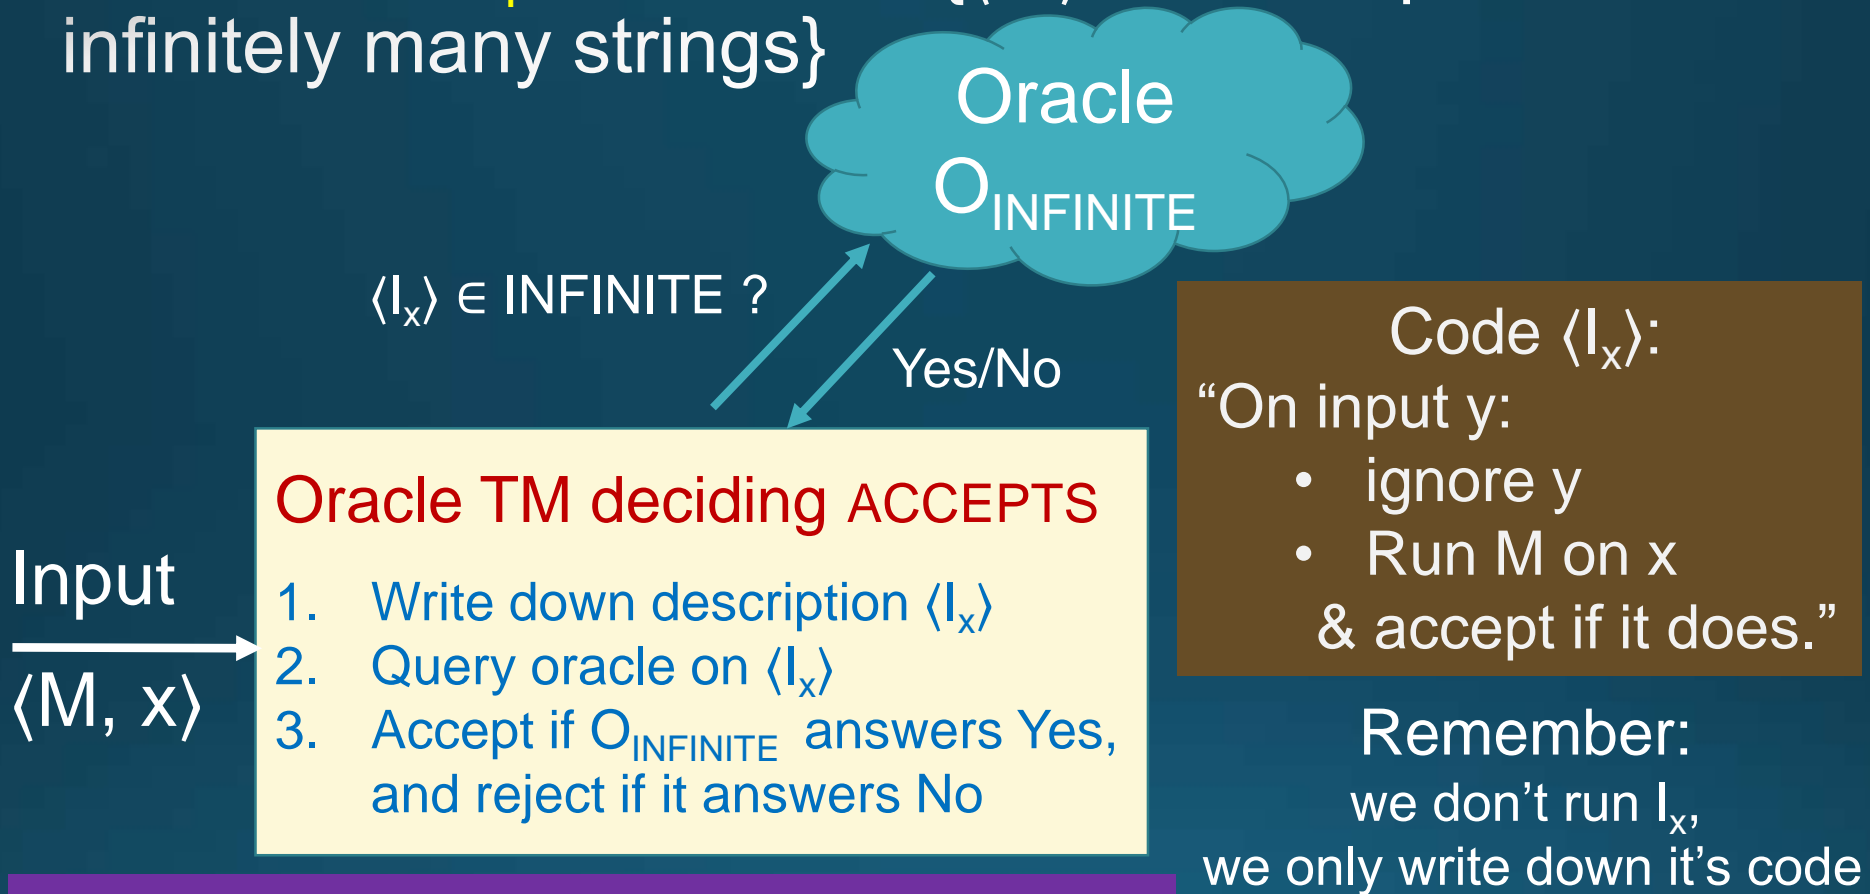 infinitely many strings}
Oracle
O_INFINITE
⟨I_x⟩ ∈ INFINITE ?
Yes/No
Code ⟨I_x⟩:
“On input y:
• ignore y
• Run M on x
& accept if it does.”
Oracle TM deciding ACCEPTS
1. Write down description ⟨I_x⟩
2. Query oracle on ⟨I_x⟩
3. Accept if O_INFINITE answers Yes,
and reject if it answers No
Input
⟨M, x⟩
Remember:
we don’t run I_x,
we only write down it’s code